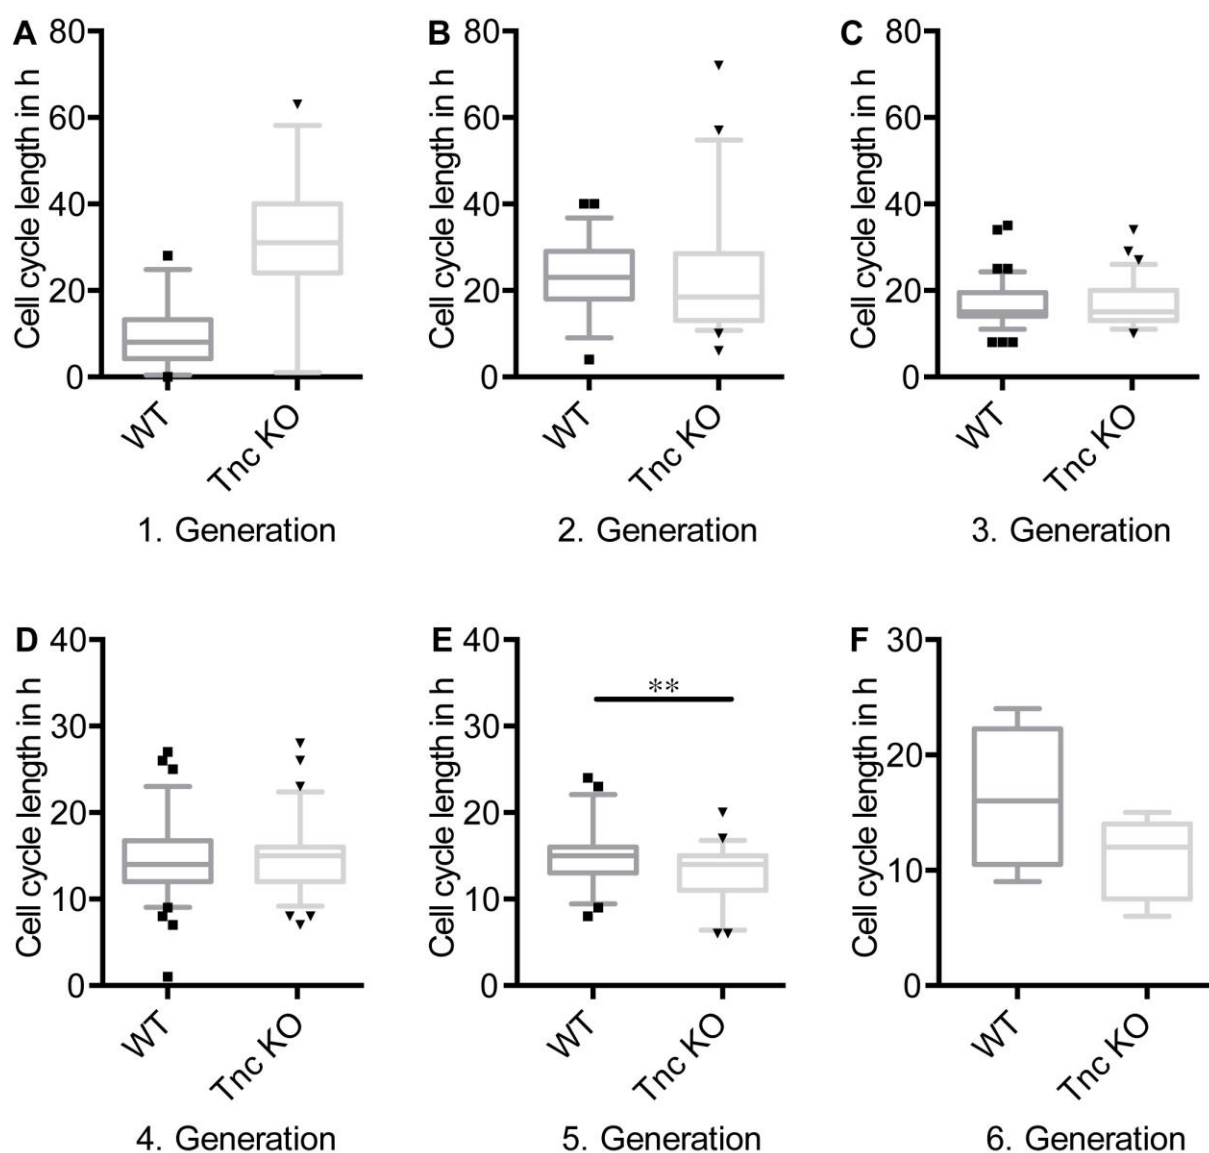 A
80
60
40
20
0
Cell cycle length in h
WT
Tnc KO
1. Generation
B
80
60
40
20
0
Cell cycle length in h
WT
Tnc KO
2. Generation
C
80
60
40
20
0
Cell cycle length in h
WT
Tnc KO
3. Generation
D
40
30
20
10
0
Cell cycle length in h
WT
Tnc KO
4. Generation
E
40
30
20
10
0
Cell cycle length in h
**
WT
Tnc KO
5. Generation
F
30
20
10
0
Cell cycle length in h
WT
Tnc KO
6. Generation